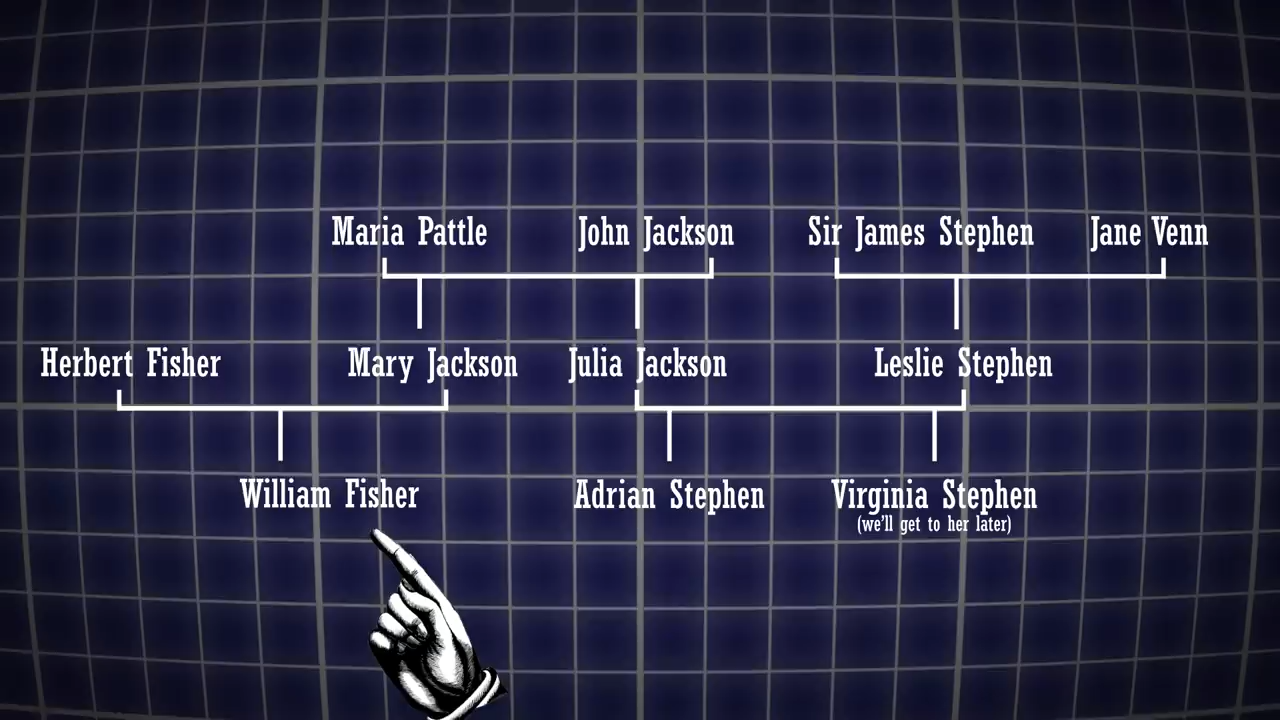 Maria Pattle
John Jackson
Sir James Stephen
Jane Venn
Herbert Fisher
Mary Jackson
Julia Jackson
Leslie Stephen
William Fisher
Adrian Stephen
Virginia Stephen
(we'll get to her later)